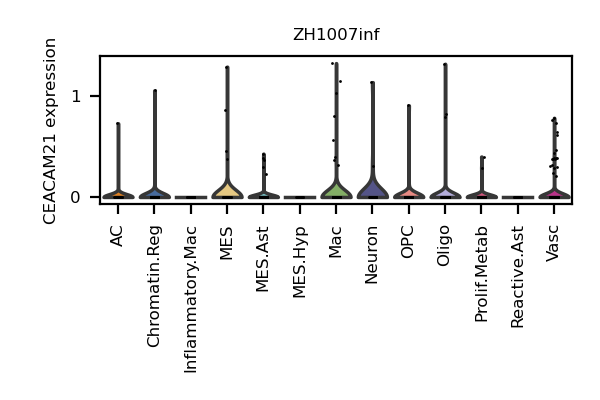 ZH1007inf
CEACAM21 expression
1
0
AC
Chromatin.Reg
Inflammatory.Mac
MES
MES.Ast
MES.Hyp
Mac
Neuron
OPC
Oligo
Prolif.Metab
Reactive.Ast
Vasc